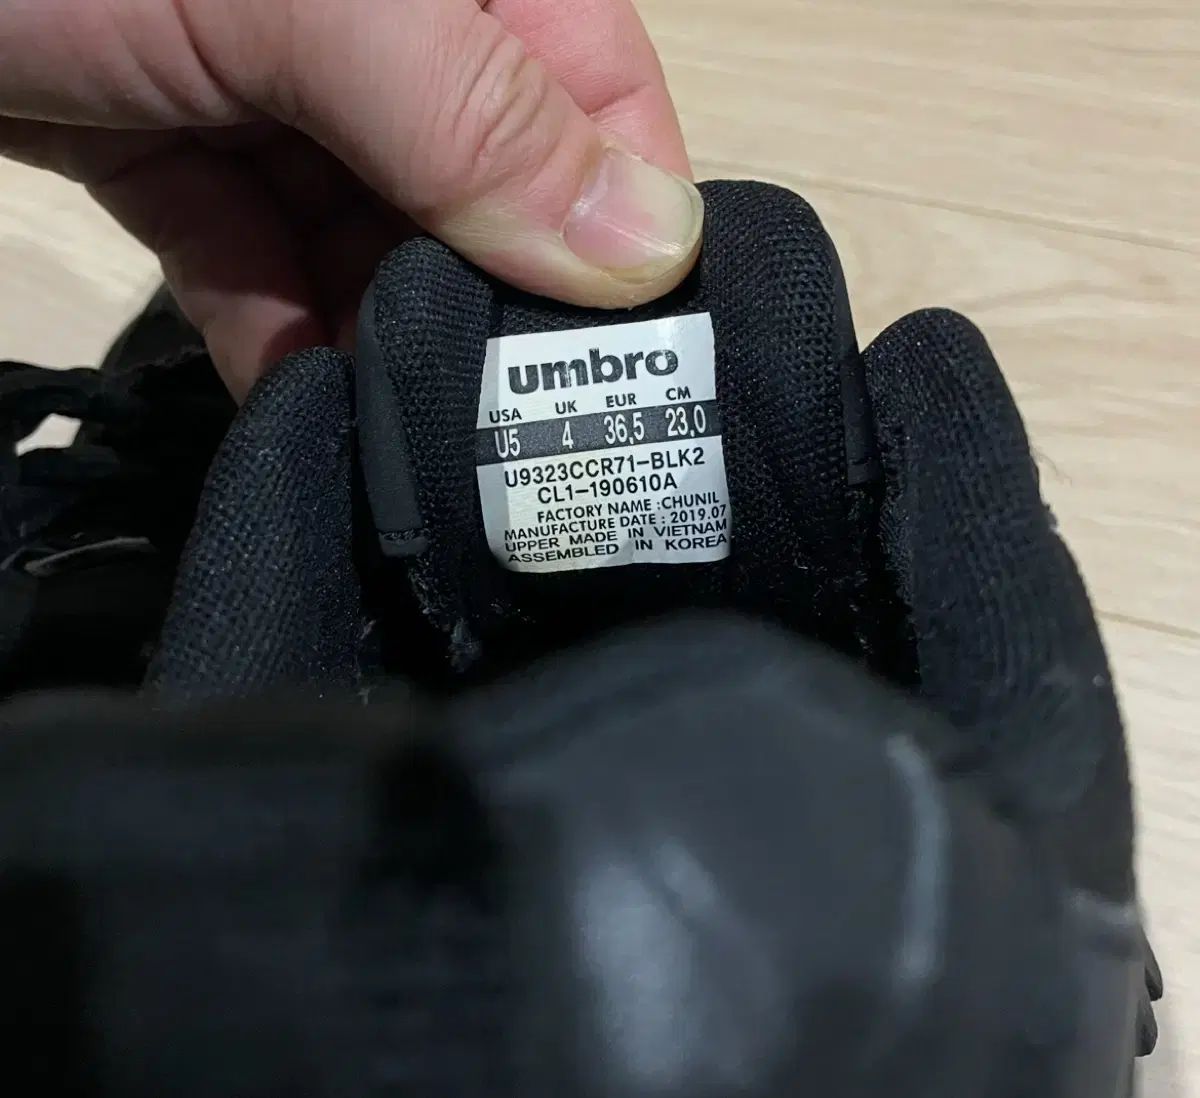 umbro
USA UK EUR CM
U5 4 36,5 23,0
U9323CCR71-BLK2
CL1-190610A
FACTORY NAME : CHUNIL
MANUFACTURE DATE : 2019.07
UPPER MADE IN VIETNAM
ASSEMBLED IN KOREA